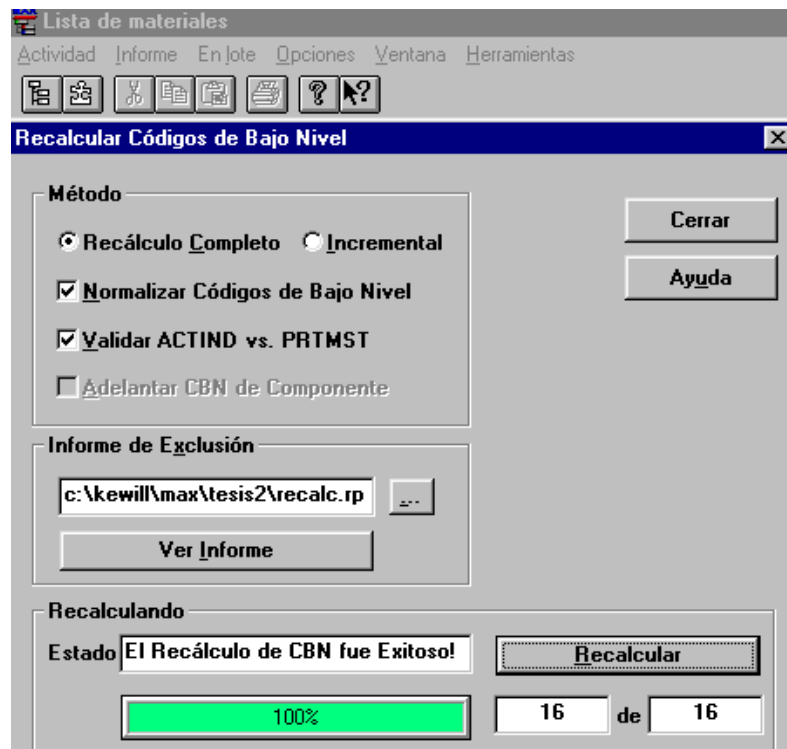 Lista de materiales
Actividad Informe En lote Opciones Ventana Herramientas
Recalcular Códigos de Bajo Nivel
Método
Recálculo Completo Incremental
Normalizar Códigos de Bajo Nivel
Validar ACTIND vs. PRTMST
Adelantar CBN de Componente
Cerrar
Ayuda
Informe de Exclusión
c:\kewill\max\tesis2\recalc.rp
...
Ver Informe
Recalculando
Estado El Recálculo de CBN fue Exitoso! Recalcular
100% 16 de 16